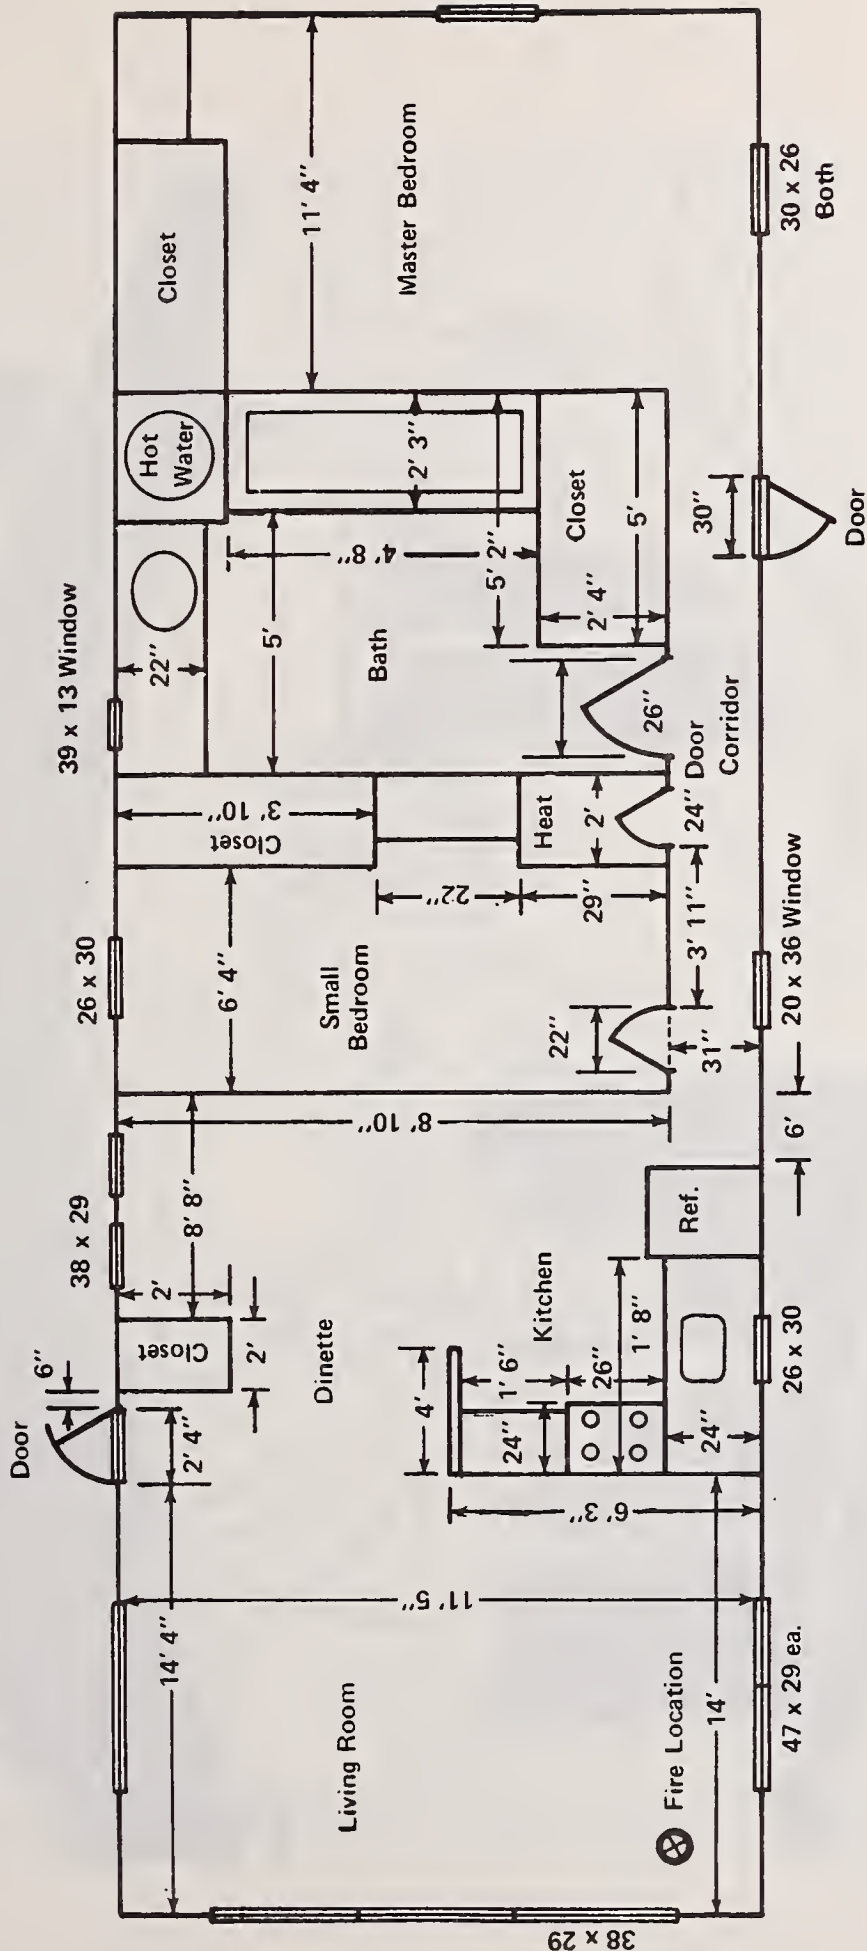 Door
39 x 13 Window
26 x 30
38 x 29
6"
2'
2' 4"
14' 4"
8' 8"
Closet
2'
6' 4"
3' 10"
Closet
22"
5'
Hot
Water
Closet
11' 4"
Master Bedroom
2' 3"
4' 8"
5' 2"
Bath
Closet
5'
2' 4"
26"
Heat
2'
22"
29"
Small
Bedroom
22"
3' 11"
24" Door
Corridor
31"
8' 10"
Dinette
Living Room
11' 5"
4'
Kitchen
1' 6"
26"
1' 8"
24"
24"
6' 3"
Ref.
6'
20 x 36 Window
30"
Door
30 x 26
Both
26 x 30
14'
47 x 29 ea.
Fire Location
38 x 29